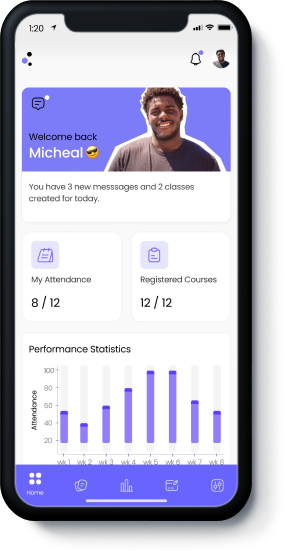 1:20
Welcome back
Micheal 😎
You have 3 new messsages and 2 classes
created for today.
My Attendance
8 / 12
Registered Courses
12 / 12
Performance Statistics
Attendance
100
80
60
40
20
wk 1 wk 2 wk 3 wk 4 wk 5 wk 6 wk 7 wk 8
Home